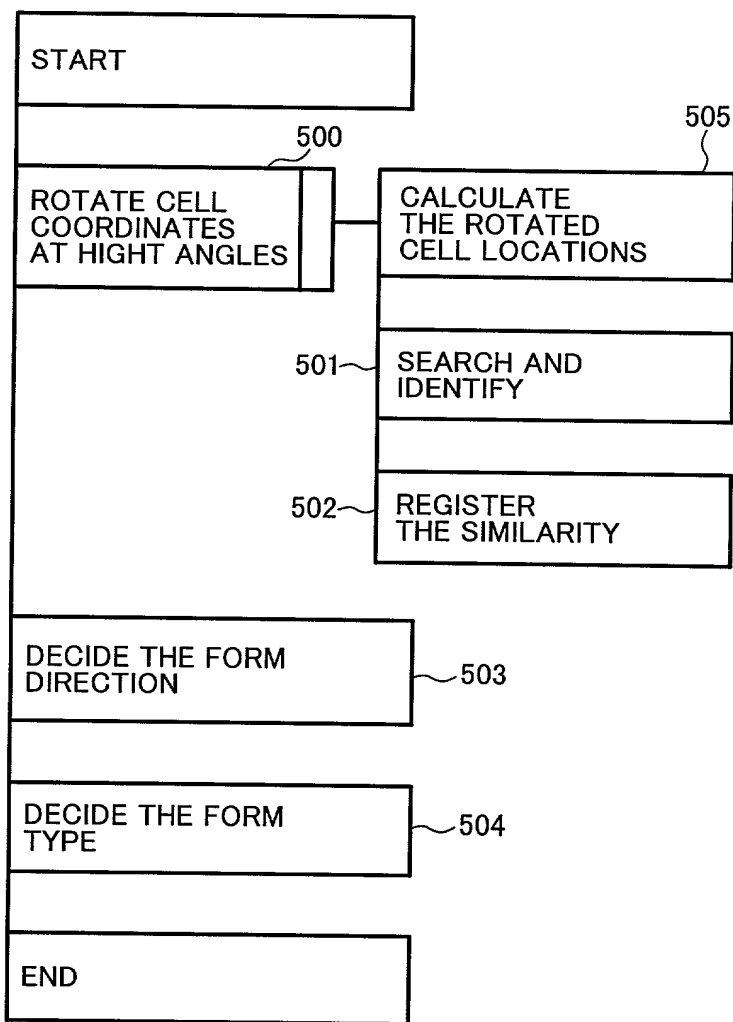 START
500
505
ROTATE CELL
COORDINATES
AT HIGHT ANGLES
CALCULATE
THE ROTATED
CELL LOCATIONS
501
SEARCH AND
IDENTIFY
502
REGISTER
THE SIMILARITY
DECIDE THE FORM
DIRECTION
503
DECIDE THE FORM
TYPE
504
END